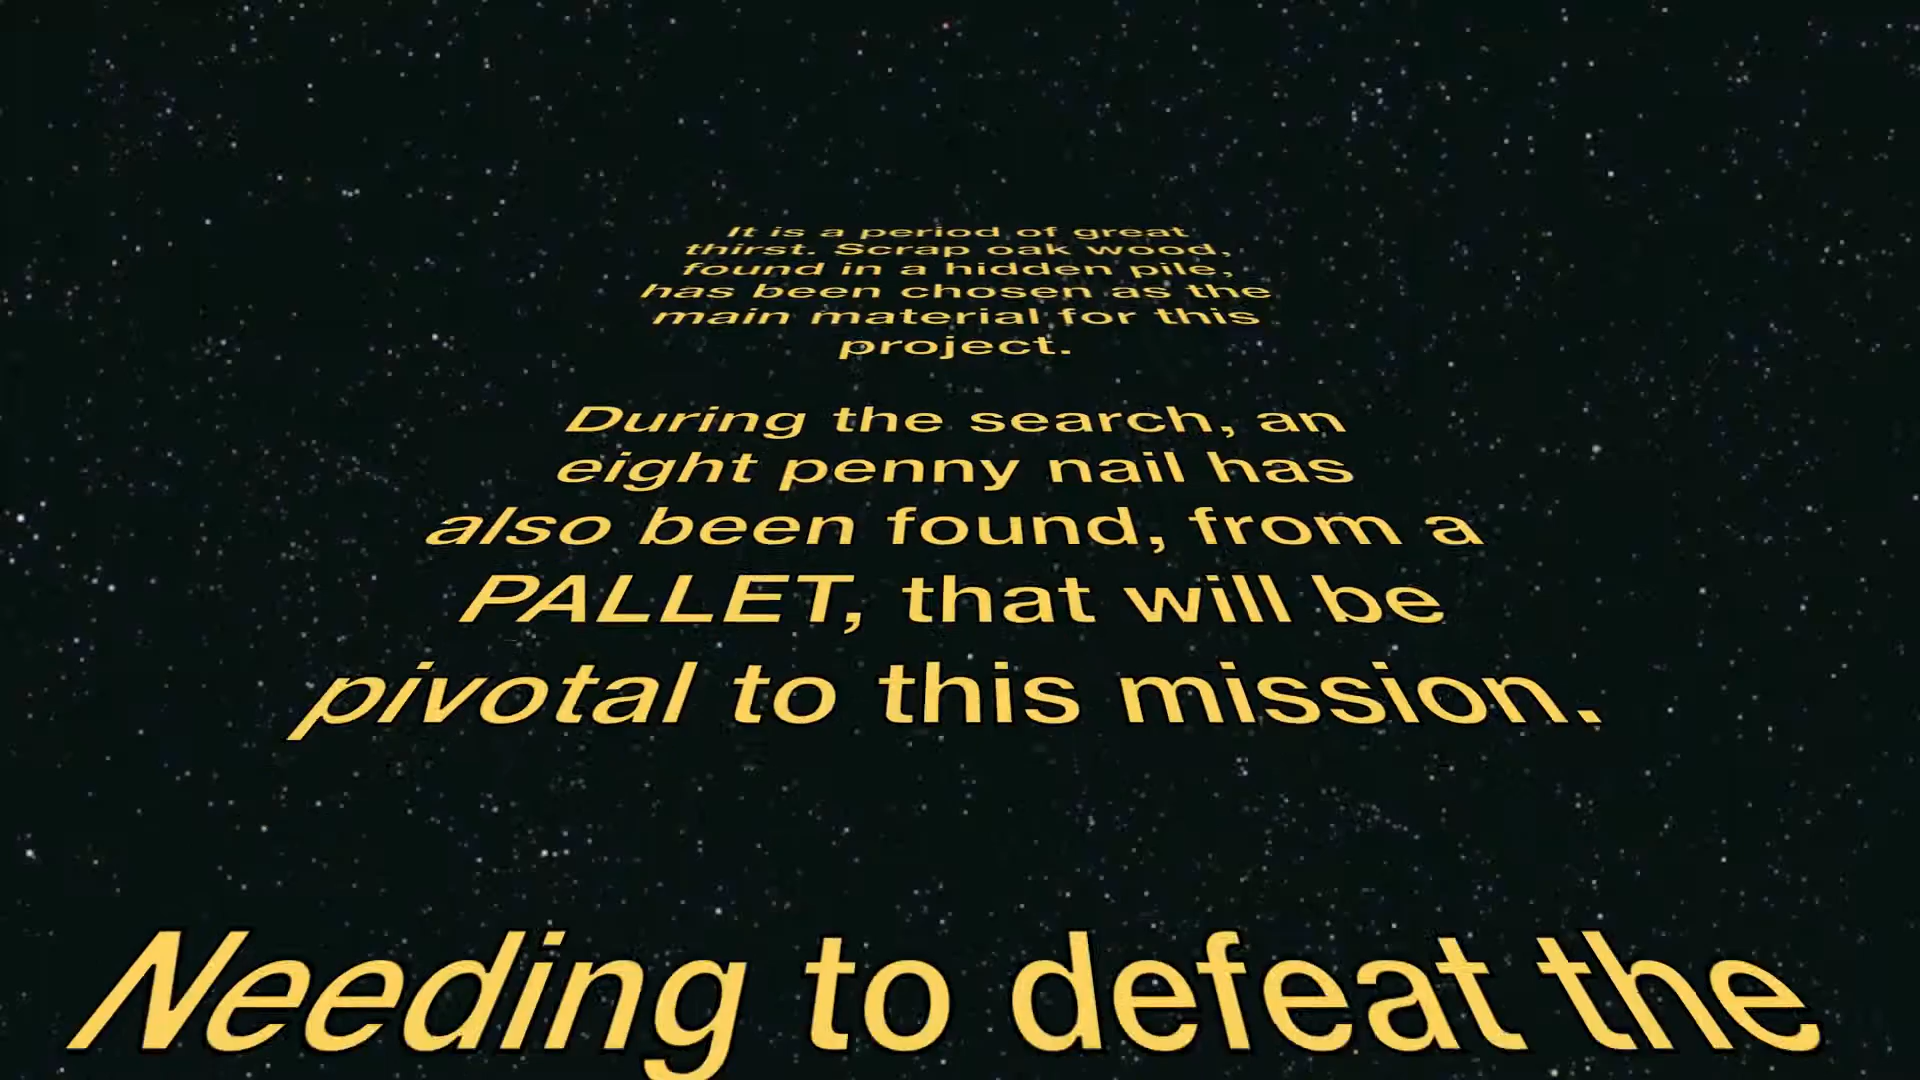 It is a period of great
thirst. Scrap oak wood,
found in a hidden pile,
has been chosen as the
main material for this
project.
During the search, an
eight penny nail has
also been found, from a
PALLET, that will be
pivotal to this mission.
Needing to defeat the